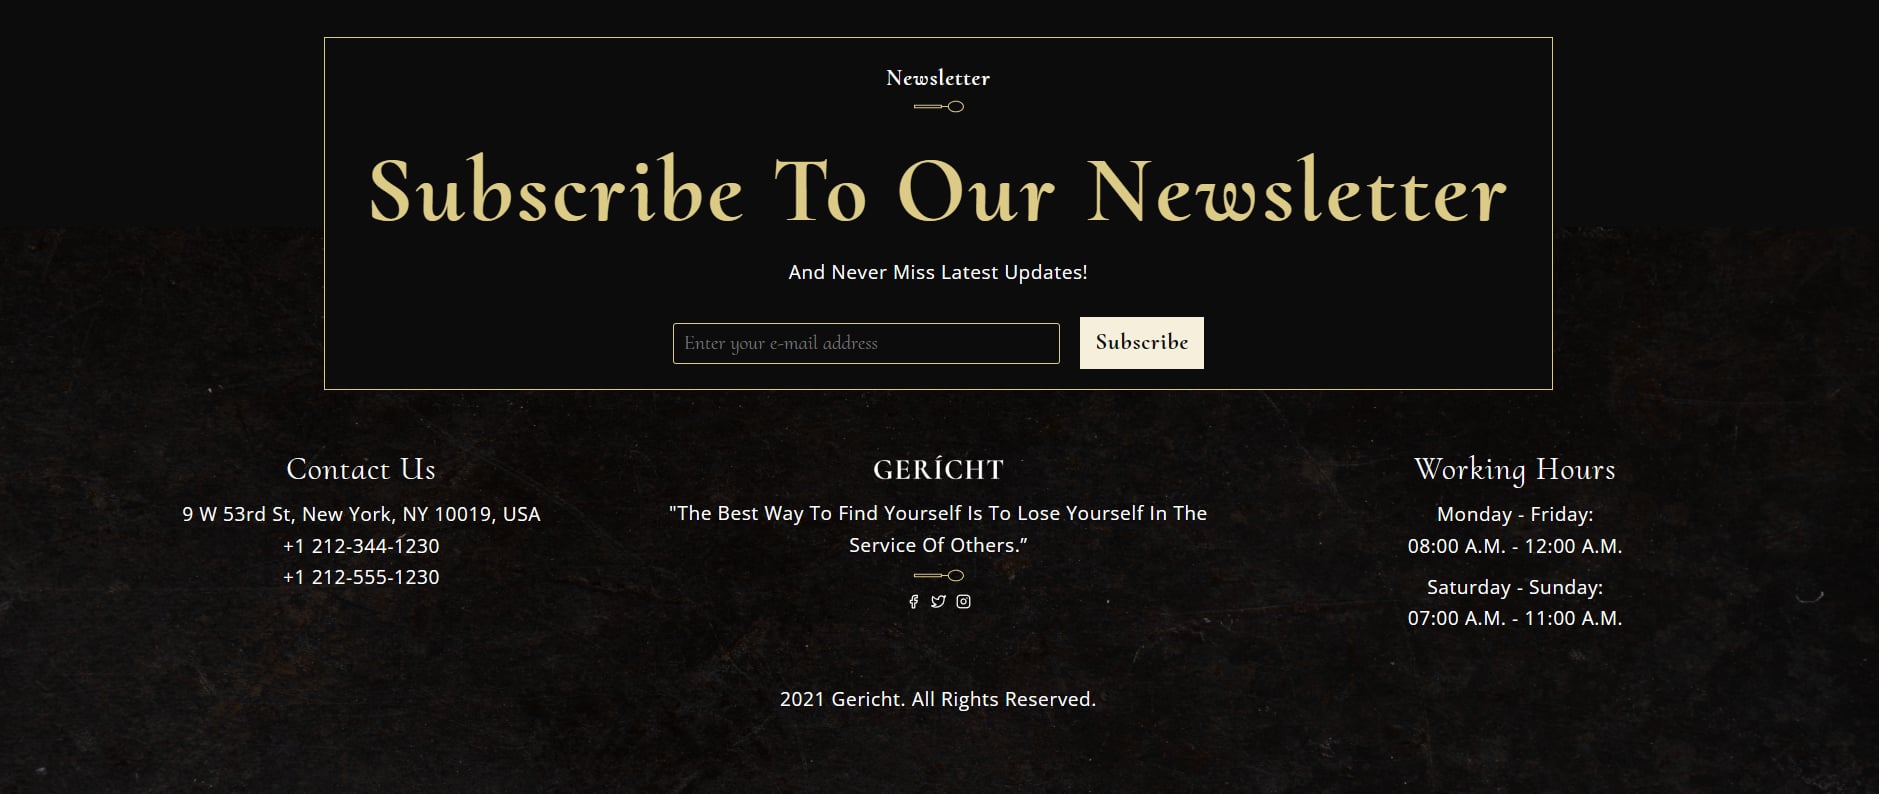 Newsletter
Subscribe To Our Newsletter
And Never Miss Latest Updates!
Enter your e-mail address
Subscribe
Contact Us
9 W 53rd St, New York, NY 10019, USA
+1 212-344-1230
+1 212-555-1230
GERÍCHT
"The Best Way To Find Yourself Is To Lose Yourself In The
Service Of Others.”
Working Hours
Monday - Friday:
08:00 A.M. - 12:00 A.M.
Saturday - Sunday:
07:00 A.M. - 11:00 A.M.
2021 Gericht. All Rights Reserved.